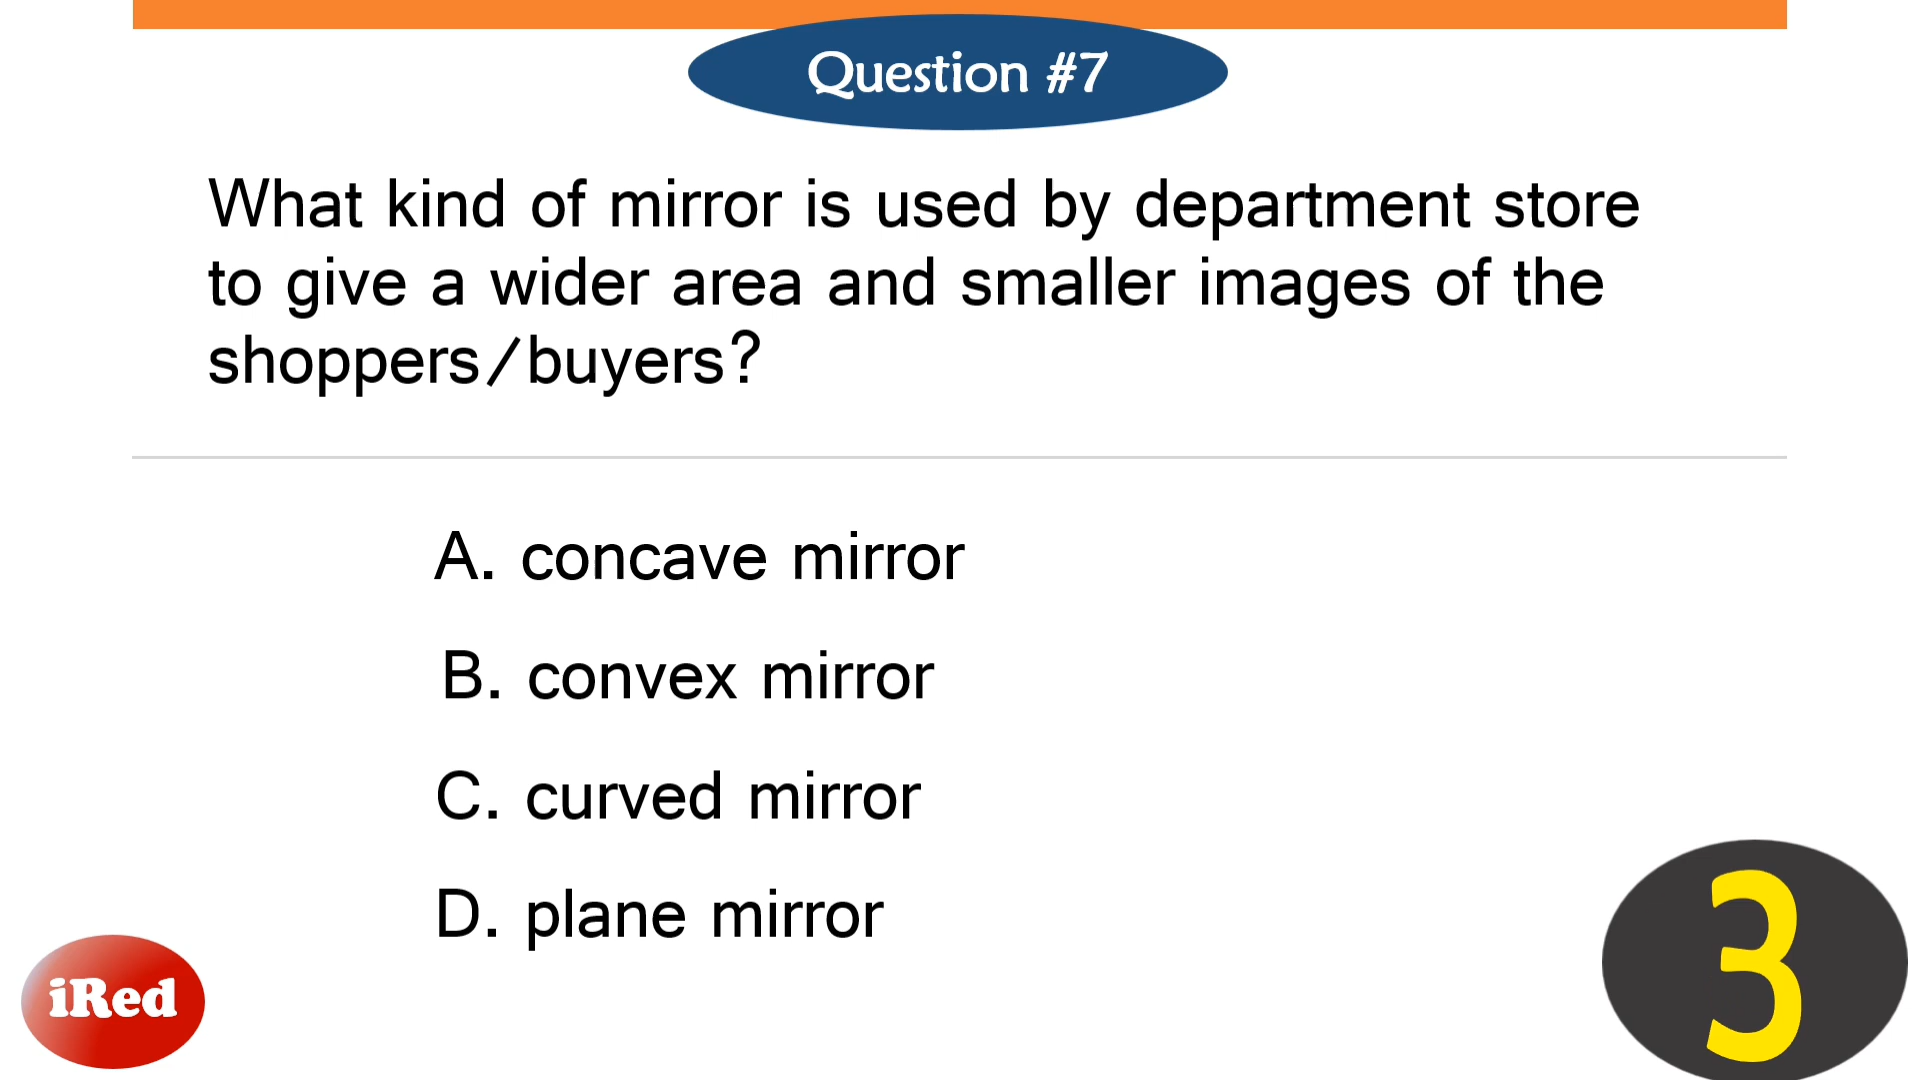 Question #7
What kind of mirror is used by department store
to give a wider area and smaller images of the
shoppers/buyers?
A. concave mirror
B. convex mirror
C. curved mirror
D. plane mirror
iRed
3